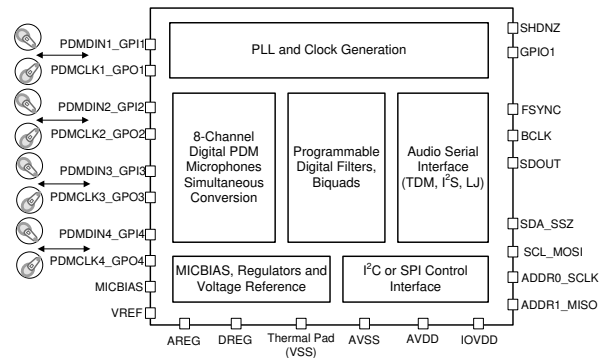 PDMDIN1_GPI1
PDMCLK1_GPO1
PDMDIN2_GPI2
PDMCLK2_GPO2
PDMDIN3_GPI3
PDMCLK3_GPO3
PDMDIN4_GPI4
PDMCLK4_GPO4
MICBIAS
VREF
PLL and Clock Generation
8-Channel
Digital PDM
Microphones
Simultaneous
Conversion
Programmable
Digital Filters,
Biquads
Audio Serial
Interface
(TDM, I²S, LJ)
MICBIAS, Regulators and
Voltage Reference
I²C or SPI Control
Interface
SHDNZ
GPIO1
FSYNC
BCLK
SDOUT
SDA_SSZ
SCL_MOSI
ADDR0_SCLK
ADDR1_MISO
AREG
DREG
Thermal Pad
(VSS)
AVSS
AVDD
IOVDD